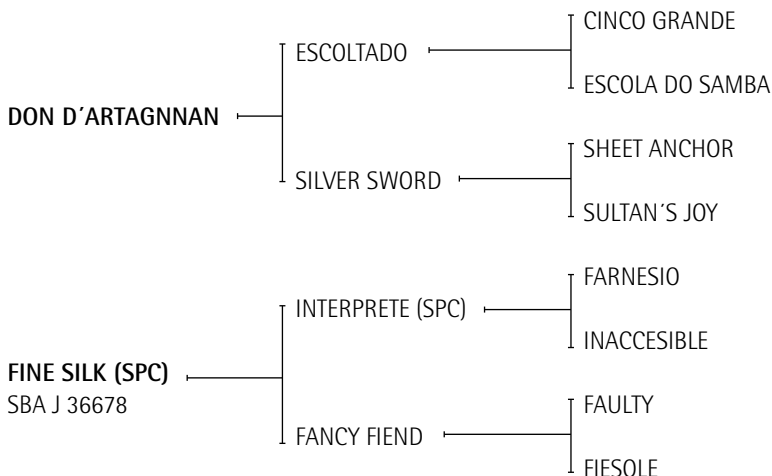 CINCO GRANDE
ESCOLTADO
ESCOLA DO SAMBA
DON D´ARTAGNNAN
SHEET ANCHOR
SILVER SWORD
SULTAN´S JOY
FARNESIO
INTERPRETE (SPC)
INACCESIBLE
FINE SILK (SPC)
SBA J 36678
FAULTY
FANCY FIEND
FIESOLE